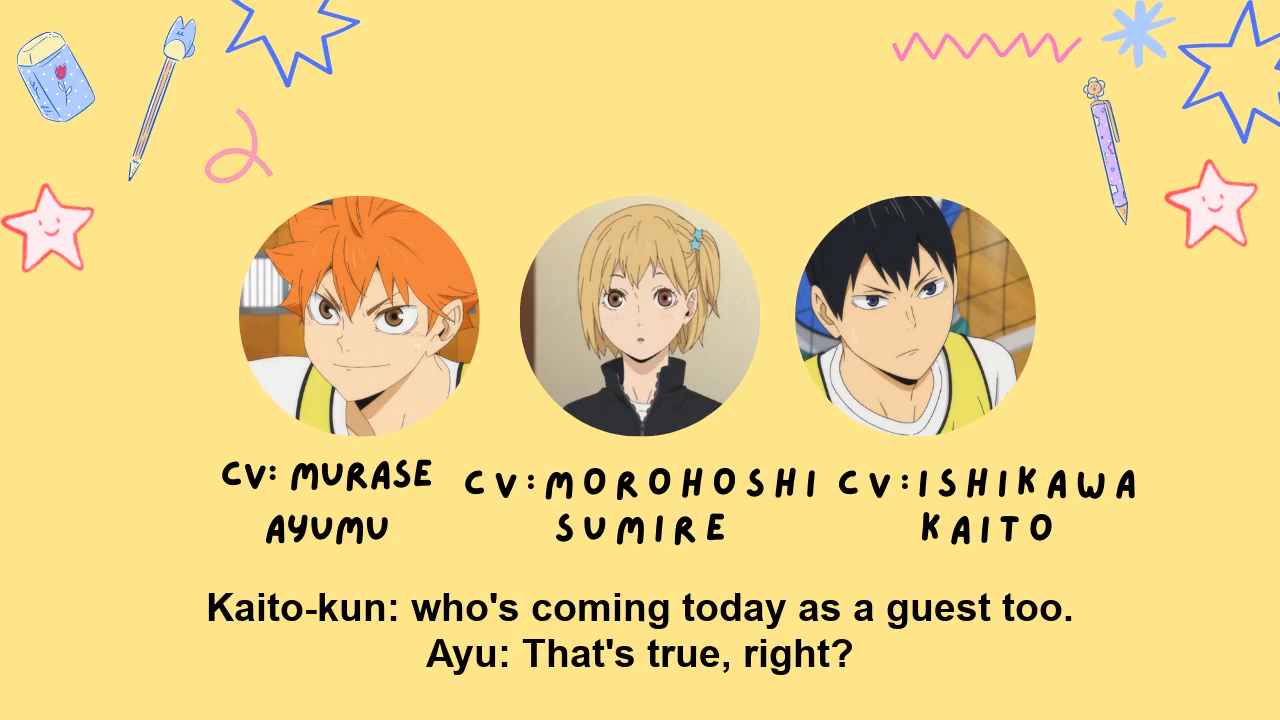 CV: MURASE
AYUMU
CV:MOROHOSHI
SUMIRE
CV:ISHIKAWA
KAITO
Kaito-kun: who's coming today as a guest too.
Ayu: That's true, right?